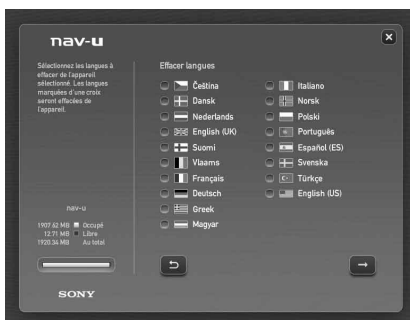 nav-u
Sélectionnez les langues à
effacer de l'appareil
sélectionné. Les langues
marquées d'une croix
seront effacées de
l'appareil.
nav-u
1907.62 MB Occupé
12.71 MB Libre
1920.34 MB Au total
SONY
Effacer langues
Čeština
Dansk
Nederlands
English (UK)
Suomi
Vlaams
Français
Deutsch
Greek
Magyar
Italiano
Norsk
Polski
Português
Español (ES)
Svenska
Türkçe
English (US)